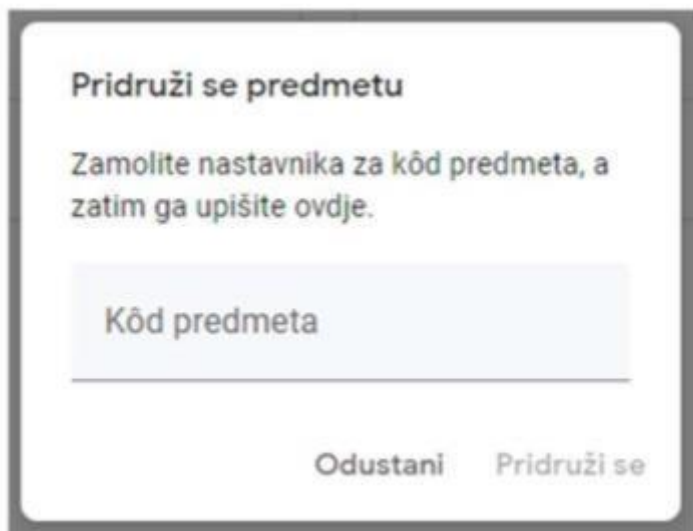 Pridruži se predmetu
Zamolite nastavnika za kôd predmeta, a
zatim ga upišite ovdje.
Kôd predmeta
Odustani Pridruži se